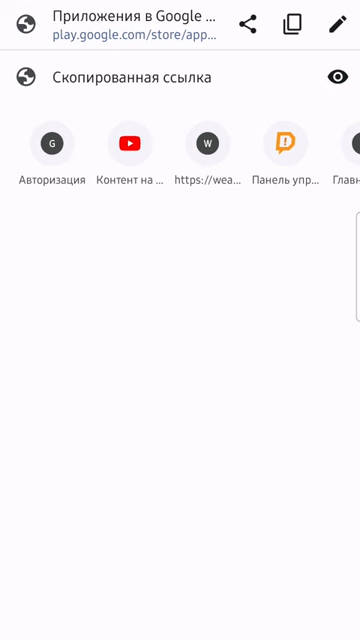 Приложения в Google ...
play.google.com/store/app...
Скопированная ссылка
G
W
Авторизация Контент на ... https://wea... Панель упр... Главн